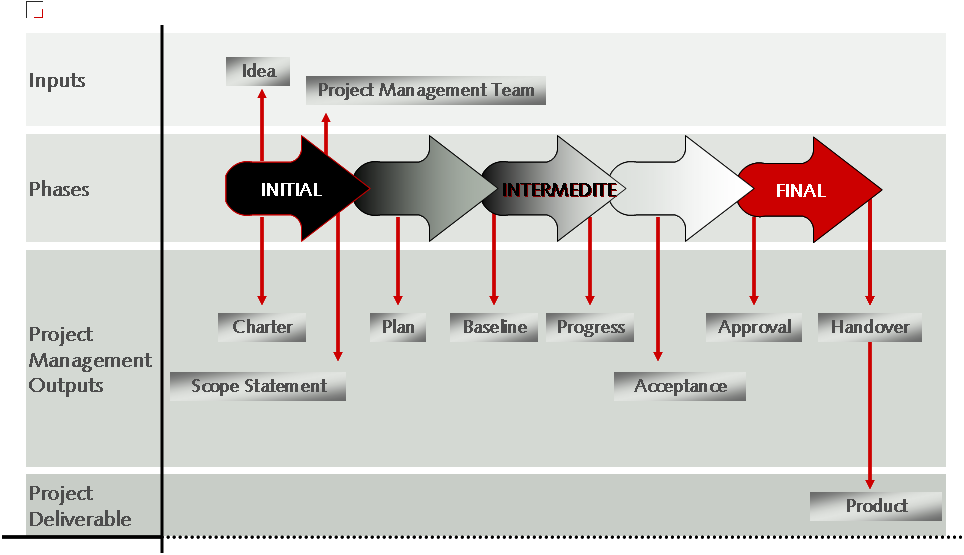 Inputs
Idea
Project Management Team
Phases
INITIAL
INTERMEDITE
FINAL
Project
Management
Outputs
Charter
Plan
Baseline
Progress
Approval
Handover
Scope Statement
Acceptance
Project
Deliverable
Product